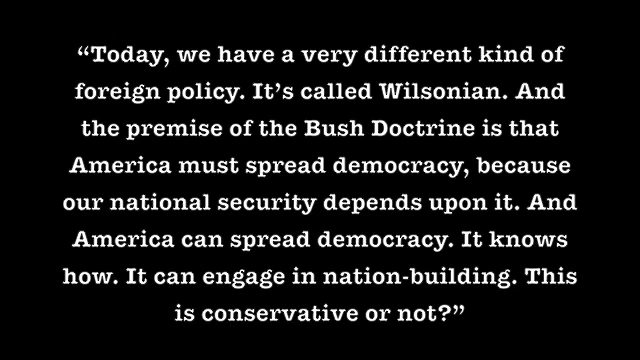 “Today, we have a very different kind of
foreign policy. It’s called Wilsonian. And
the premise of the Bush Doctrine is that
America must spread democracy, because
our national security depends upon it. And
America can spread democracy. It knows
how. It can engage in nation-building. This
is conservative or not?”